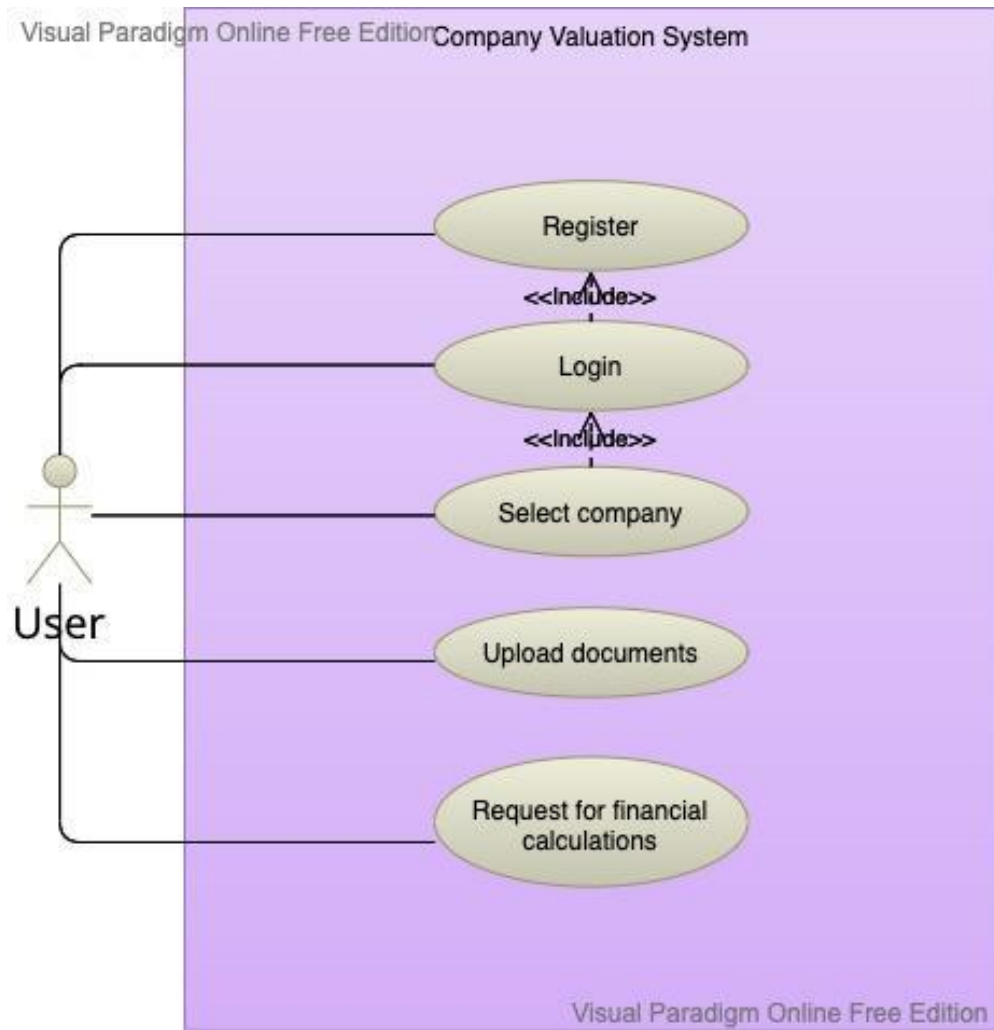 Visual Paradigm Online Free Edition
Company Valuation System
Register
<<Include>>
Login
<<Include>>
Select company
User
Upload documents
Request for financial
calculations
Visual Paradigm Online Free Edition